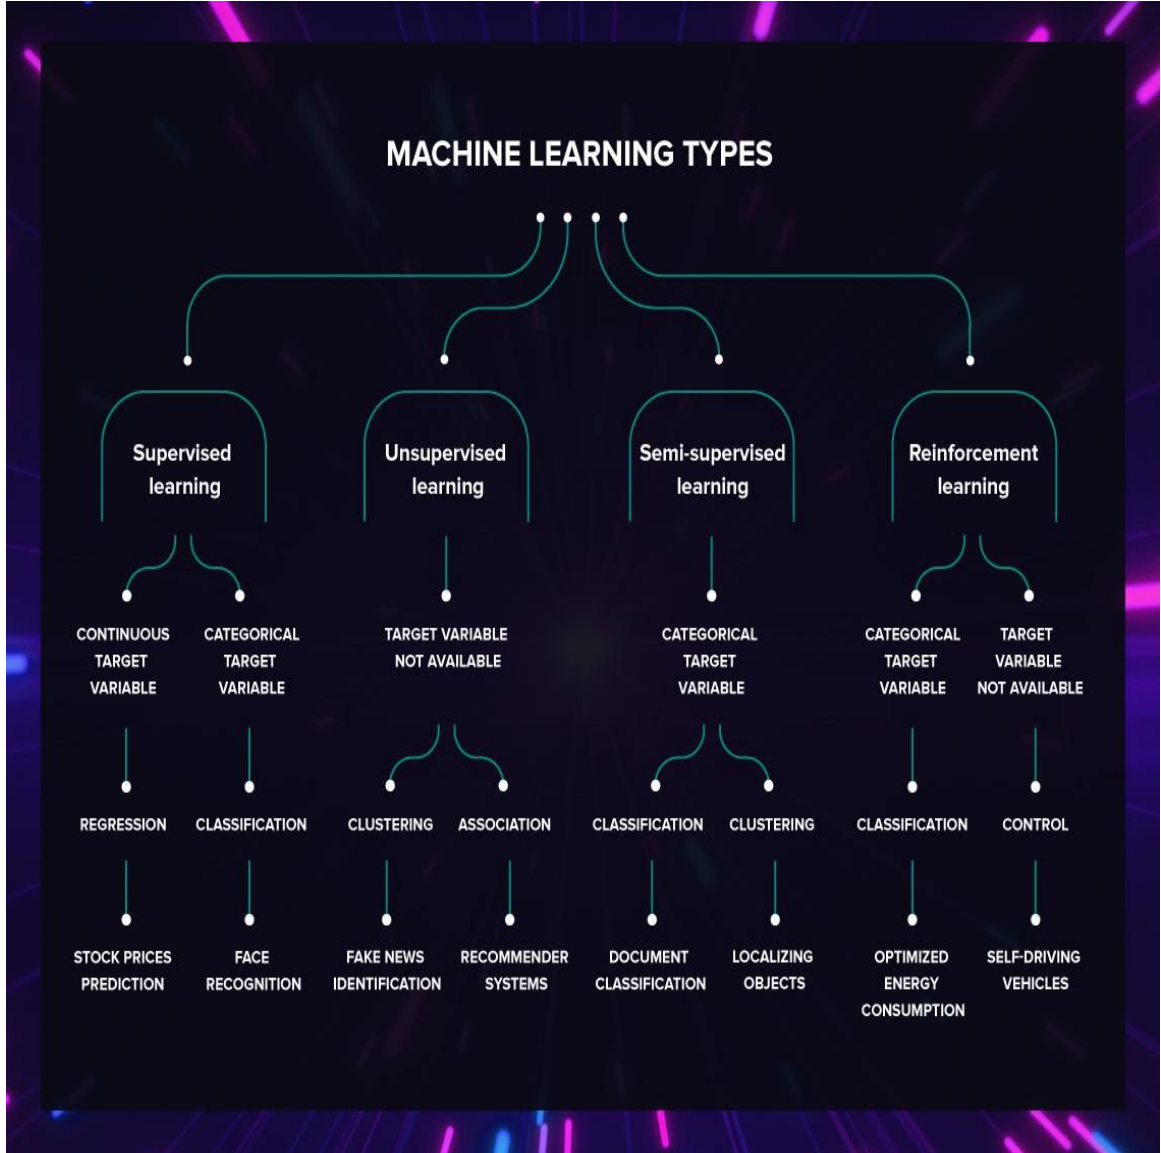 MACHINE LEARNING TYPES
Supervised
learning
Unsupervised
learning
Semi-supervised
learning
Reinforcement
learning
CONTINUOUS
TARGET
VARIABLE
CATEGORICAL
TARGET
VARIABLE
TARGET VARIABLE
NOT AVAILABLE
CATEGORICAL
TARGET
VARIABLE
CATEGORICAL
TARGET
VARIABLE
TARGET
VARIABLE
NOT AVAILABLE
REGRESSION
CLASSIFICATION
CLUSTERING
ASSOCIATION
CLASSIFICATION
CLUSTERING
CLASSIFICATION
CONTROL
STOCK PRICES
PREDICTION
FACE
RECOGNITION
FAKE NEWS
IDENTIFICATION
RECOMMENDER
SYSTEMS
DOCUMENT
CLASSIFICATION
LOCALIZING
OBJECTS
OPTIMIZED
ENERGY
CONSUMPTION
SELF-DRIVING
VEHICLES